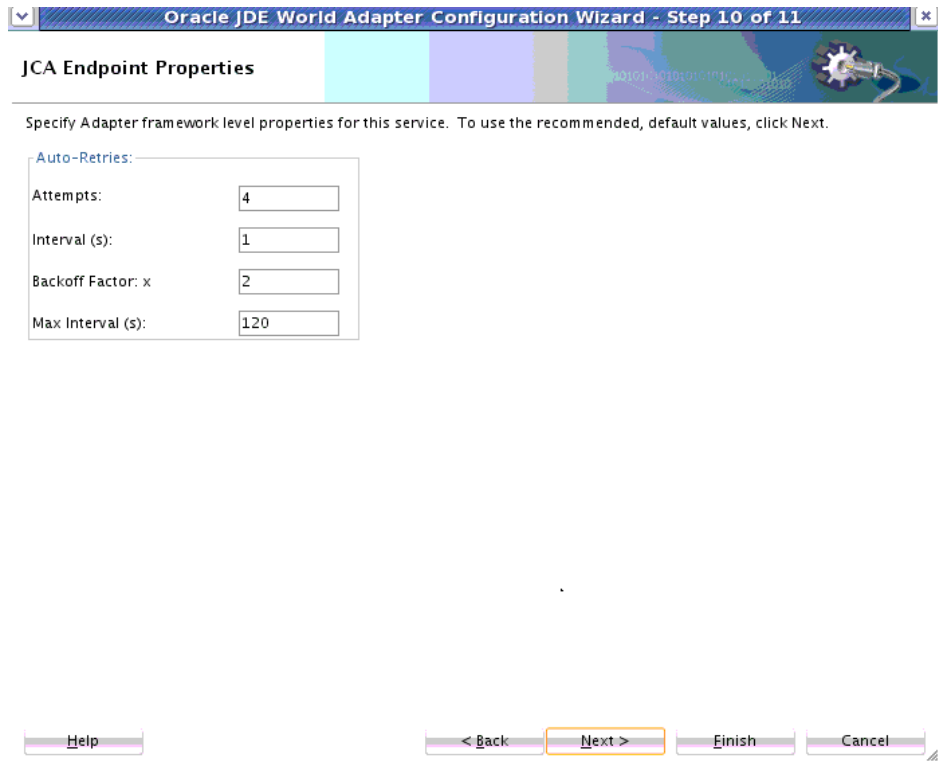 Oracle JDE World Adapter Configuration Wizard - Step 10 of 11
JCA Endpoint Properties
Specify Adapter framework level properties for this service. To use the recommended, default values, click Next.
Auto-Retries:
Attempts: 4
Interval (s): 1
Backoff Factor: x 2
Max Interval (s): 120
Help < Back Next > Finish Cancel